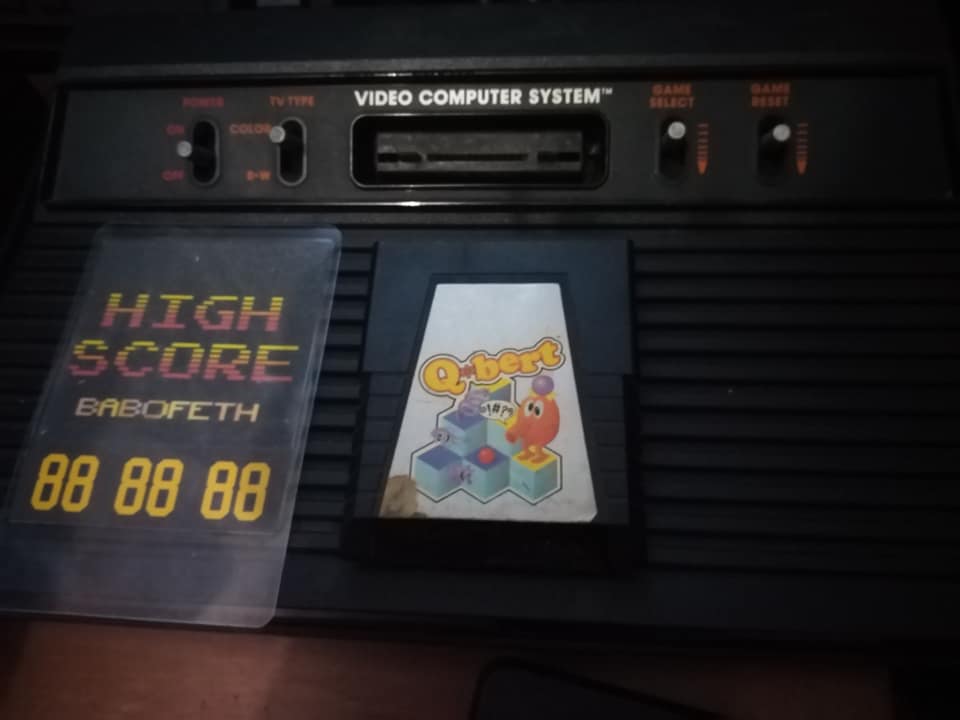 VIDEO COMPUTER SYSTEM™
POWER
ON
OFF
TV TYPE
COLOR
B•W
GAME
SELECT
GAME
RESET
HIGH
SCORE
BABOFETH
88 88 88
Q*bert
@!#?